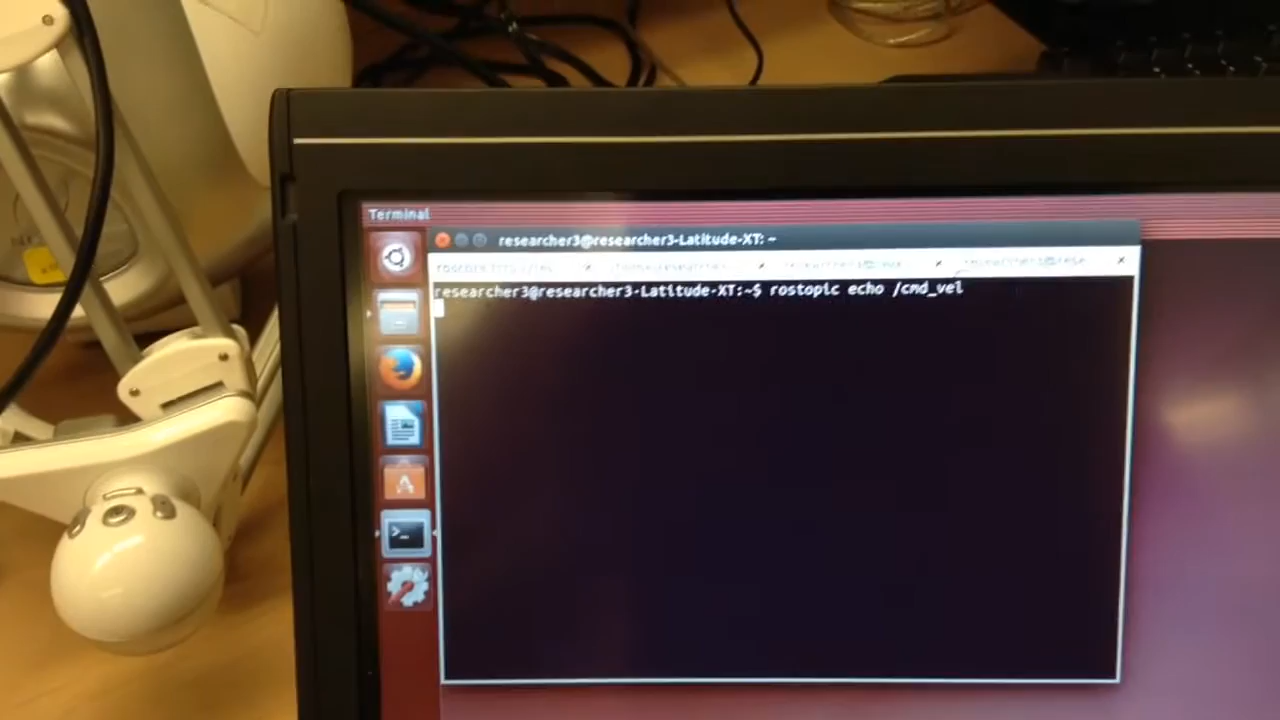 Terminal
researcher3@researcher3-Latitude-XT: ~
researcher3@researcher3-Latitude-XT:~$ rostopic echo /cmd_vel